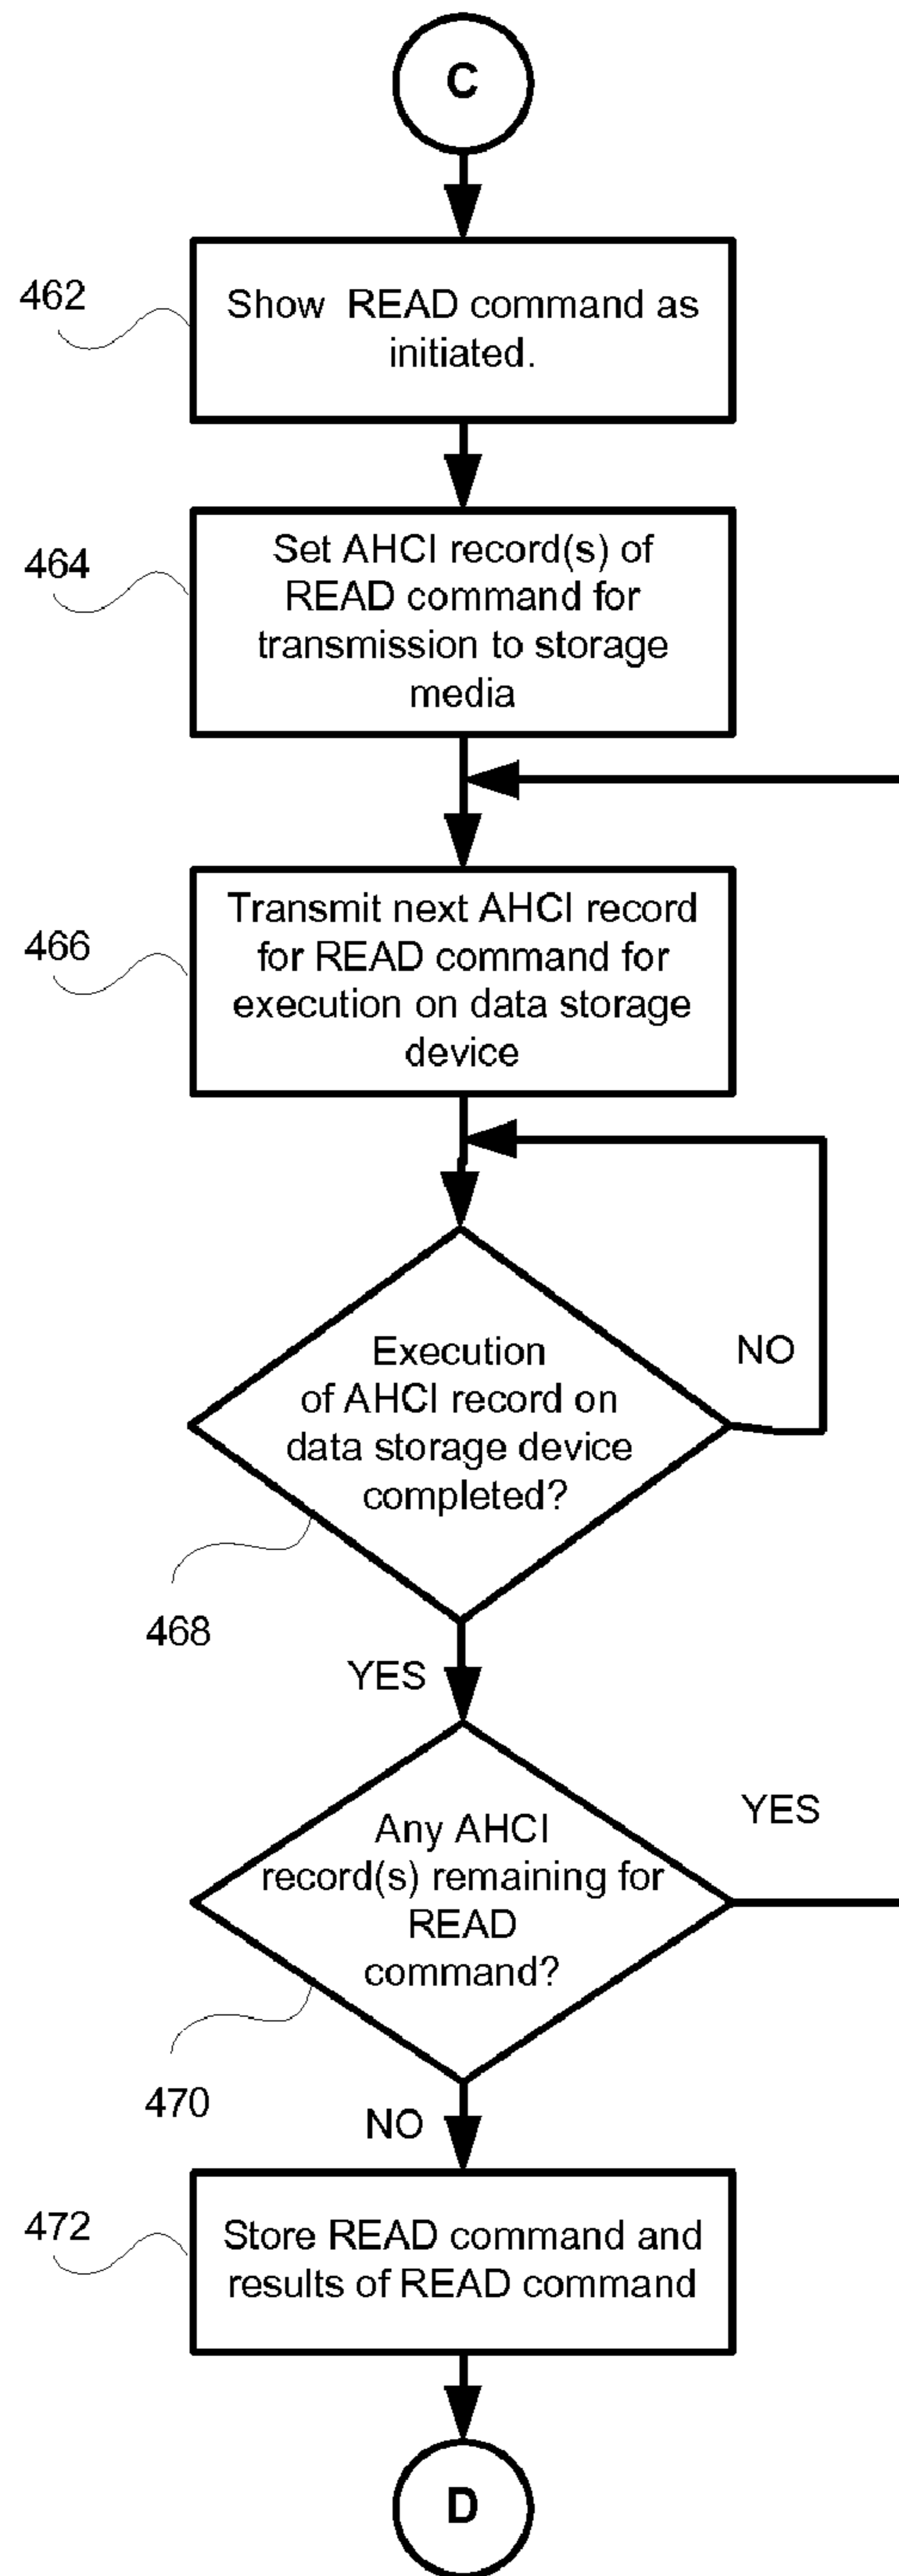 C
462
Show READ command as
initiated.
464
Set AHCI record(s) of
READ command for
transmission to storage
media
466
Transmit next AHCI record
for READ command for
execution on data storage
device
Execution
of AHCI record on
data storage device
completed?
NO
468
YES
Any AHCI
record(s) remaining for
READ
command?
YES
470
NO
472
Store READ command and
results of READ command
D